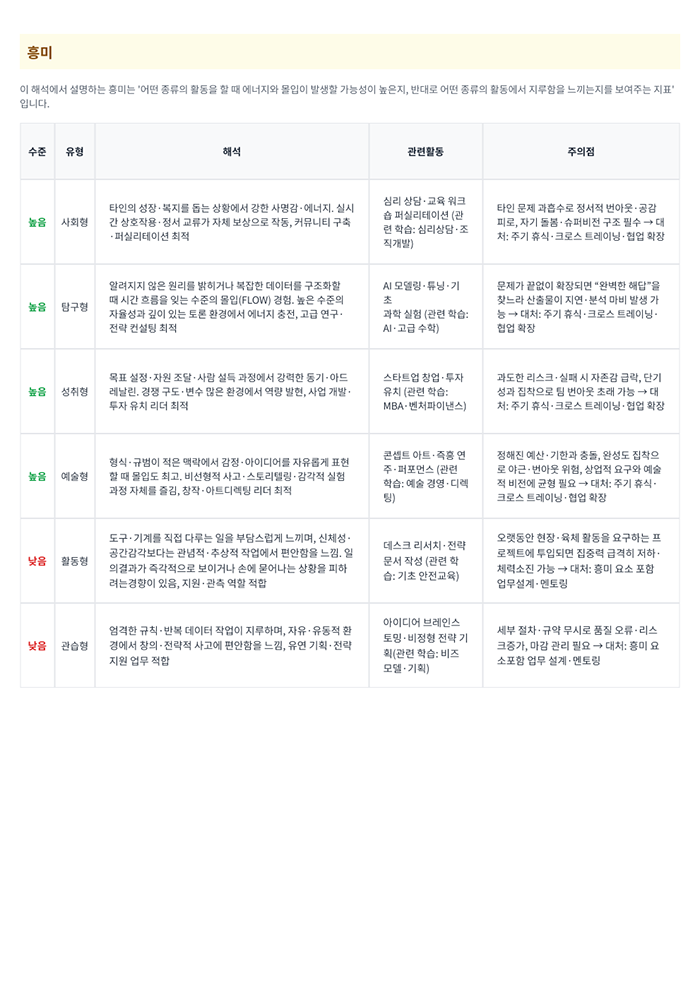 흥미
이 해석에서 설명하는 흥미는 '어떤 종류의 활동을 할 때 에너지와 몰입이 발생할 가능성이 높은지, 반대로 어떤 종류의 활동에서 지루함을 느끼는지를 보여주는 지표'
입니다.
수준 유형 해석 관련활동 주의점
높음
사회형
타인의 성장·복지를 돕는 상황에서 강한 사명감·에너지. 실시
간 상호작용·정서 교류가 자체 보상으로 작동, 커뮤니티 구축
·퍼실리테이션 최적
심리 상담·교육 워크
숍 퍼실리테이션 (관
련 학습: 심리상담·조
직개발)
타인 문제 과흡수로 정서적 번아웃·공감
피로, 자기 돌봄·슈퍼비전 구조 필수 → 대
처: 주기 휴식·크로스 트레이닝·협업 확장
높음
탐구형
알려지지 않은 원리를 밝히거나 복잡한 데이터를 구조화할
때 시간 흐름을 잊는 수준의 몰입(FLOW) 경험. 높은 수준의
자율성과 깊이 있는 토론 환경에서 에너지 충전, 고급 연구·
전략 컨설팅 최적
AI 모델링·튜닝·기
초
과학 실험 (관련 학습:
AI·고급 수학)
문제가 끝없이 확장되면 “완벽한 해답”을
찾느라 산출물이 지연·분석 마비 발생 가
능 → 대처: 주기 휴식·크로스 트레이닝·
협업 확장
높음
성취형
목표 설정·자원 조달·사람 설득 과정에서 강력한 동기·아드
레날린. 경쟁 구도·변수 많은 환경에서 역량 발현, 사업 개발·
투자 유치 리더 최적
스타트업 창업·투자
유치 (관련 학습:
MBA·벤처파이낸스)
과도한 리스크·실패 시 자존감 급락, 단기
성과 집착으로 팀 번아웃 초래 가능 → 대
처: 주기 휴식·크로스 트레이닝·협업 확장
높음
예술형
형식·규범이 적은 맥락에서 감정·아이디어를 자유롭게 표현
할 때 몰입도 최고. 비선형적 사고·스토리텔링·감각적 실험
과정 자체를 즐김, 창작·아트디렉팅 리더 최적
콘셉트 아트·즉흥 연
주·퍼포먼스 (관련
학습: 예술 경영·디렉
팅)
정해진 예산·기한과 충돌, 완성도 집착으
로 야근·번아웃 위험, 상업적 요구와 예술
적 비전에 균형 필요 → 대처: 주기 휴식·
크로스 트레이닝·협업 확장
낮음
활동형
도구·기계를 직접 다루는 일을 부담스럽게 느끼며, 신체성·
공간감각보다는 관념적·추상적 작업에서 편안함을 느낌. 일
의결과가 즉각적으로 보이거나 손에 묻어나는 상황을 피하
려는경향이 있음, 지원·관측 역할 적합
데스크 리서치·전략
문서 작성 (관련 학
습: 기초 안전교육)
오랫동안 현장·육체 활동을 요구하는 프
로젝트에 투입되면 집중력 급격히 저하·
체력소진 가능 → 대처: 흥미 요소 포함
업무설계·멘토링
낮음
관습형
엄격한 규칙·반복 데이터 작업이 지루하며, 자유·유동적 환
경에서 창의·전략적 사고에 편안함을 느낌, 유연 기획·전략
지원 업무 적합
아이디어 브레인스
토밍·비정형 전략 기
획(관련 학습: 비즈
모델·기획)
세부 절차·규약 무시로 품질 오류·리스
크증가, 마감 관리 필요 → 대처: 흥미 요
소포함 업무 설계·멘토링